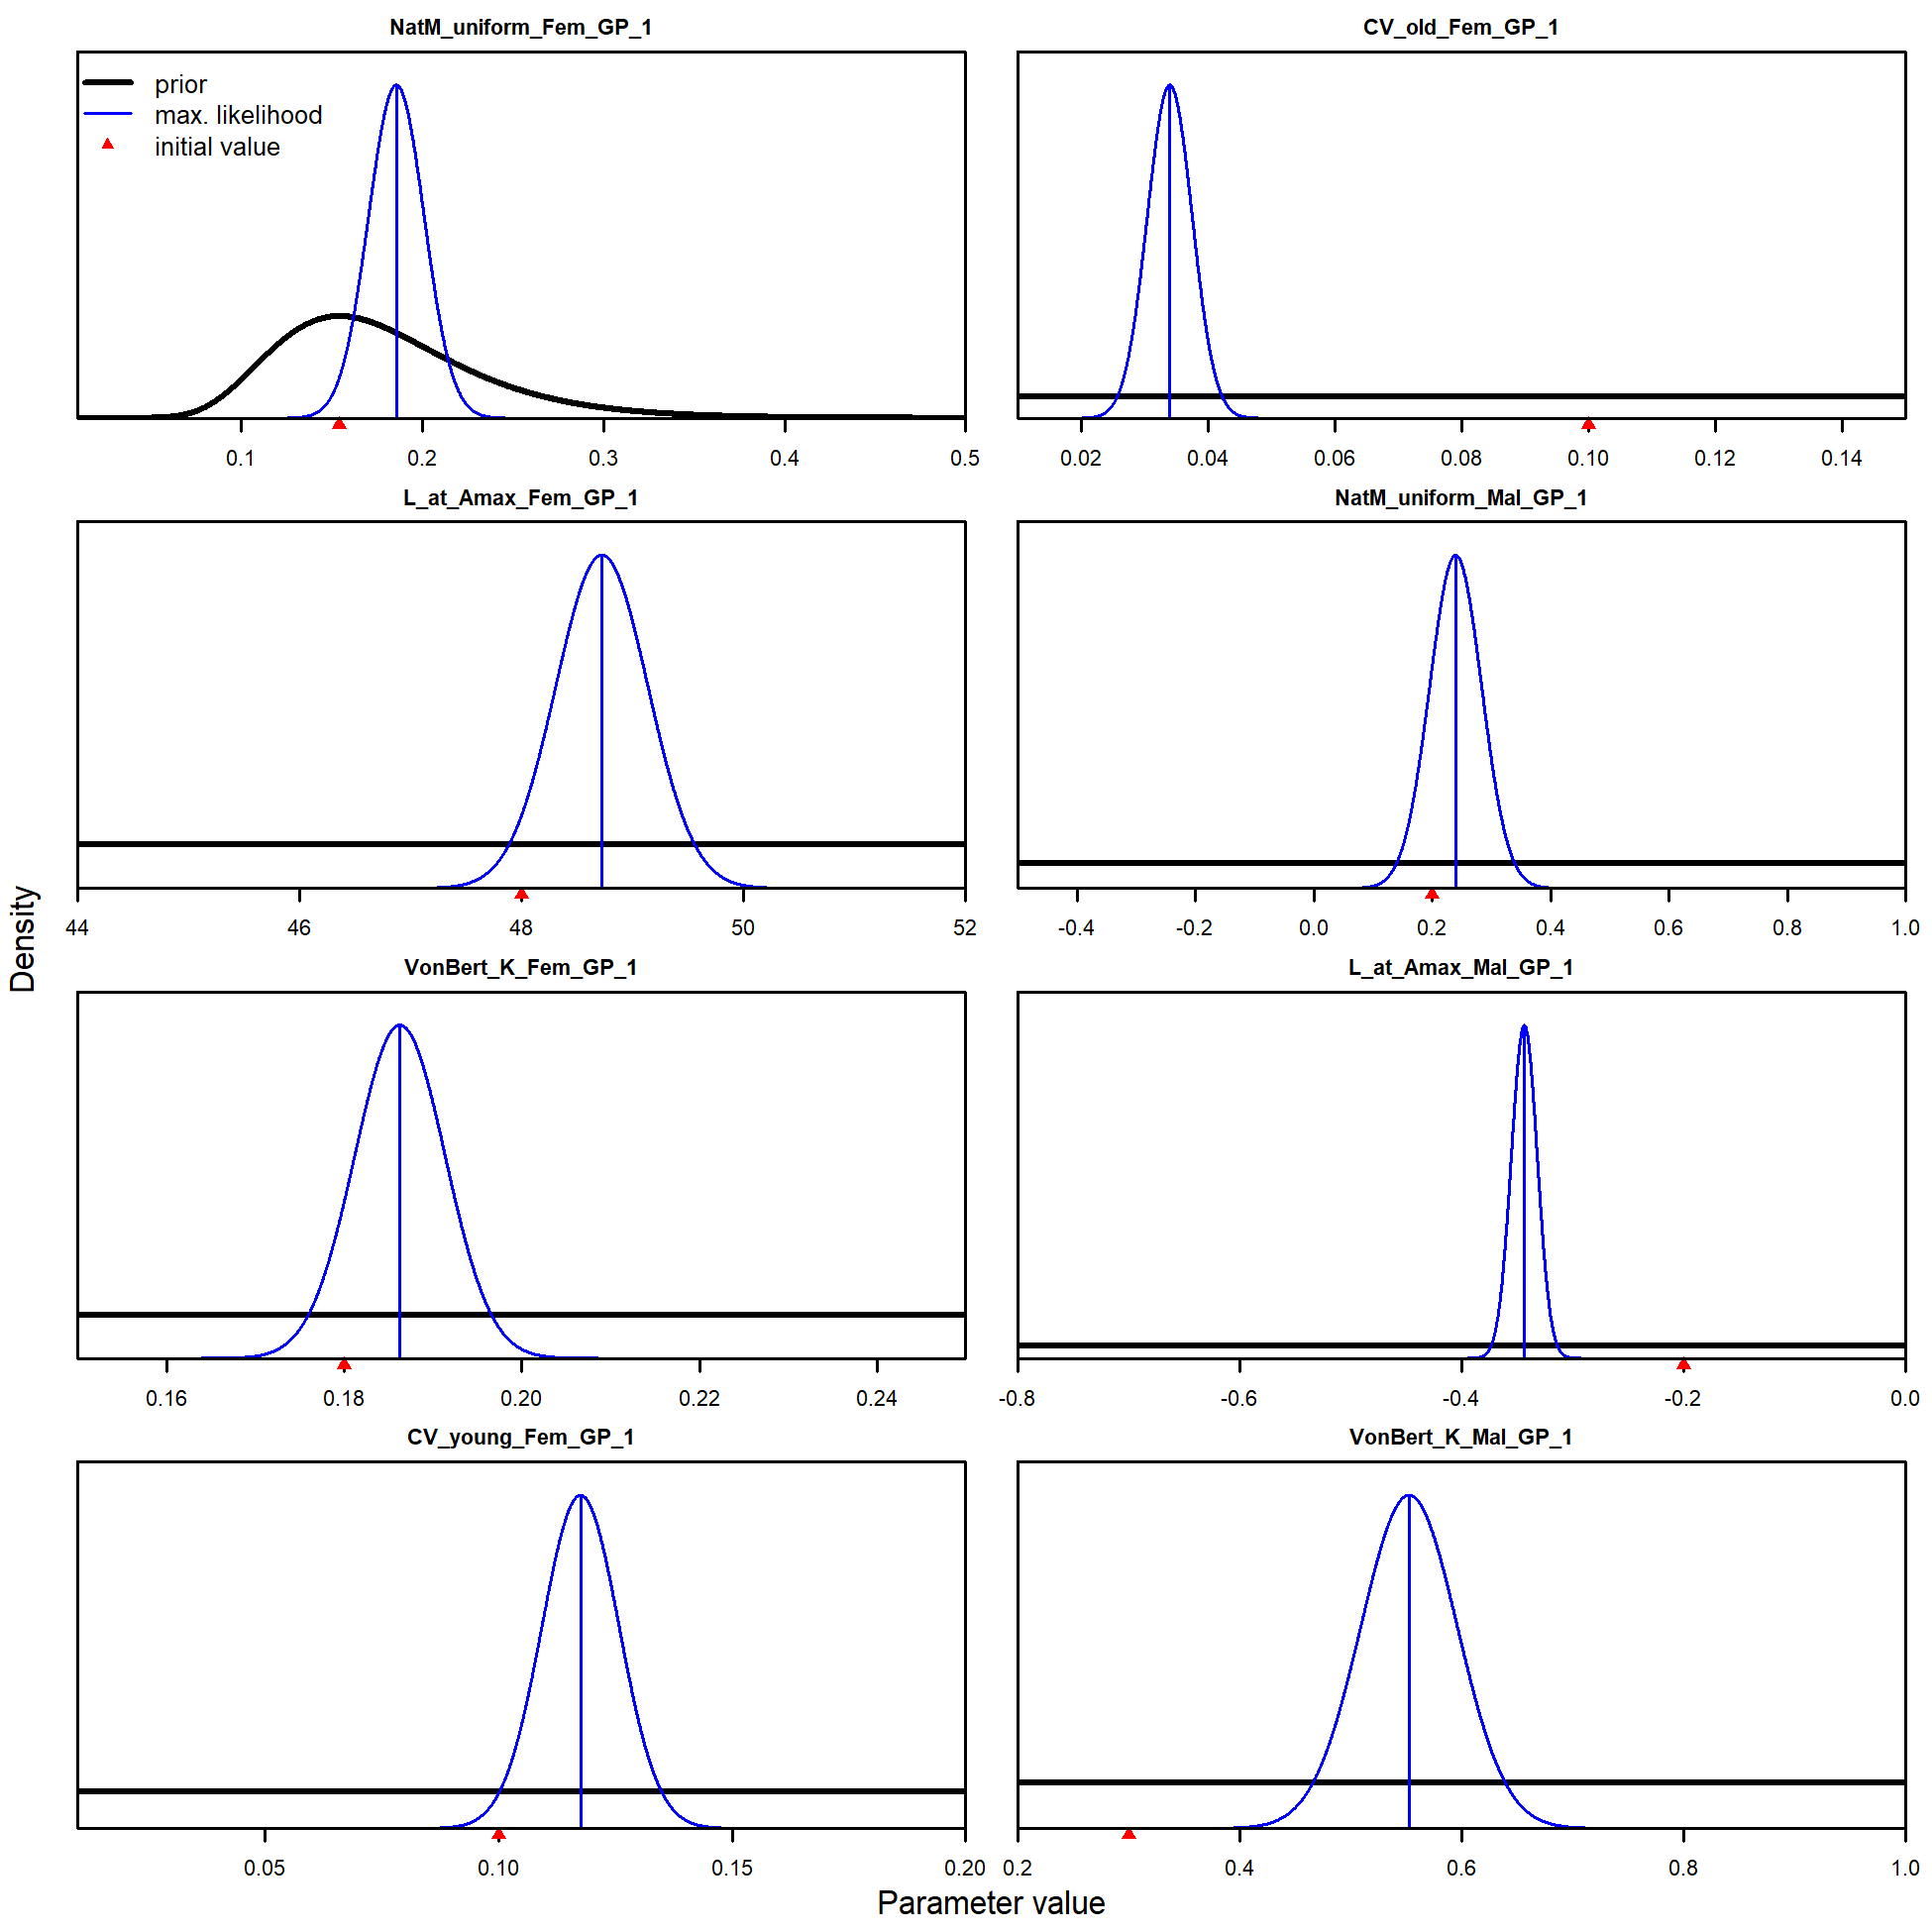 NatM_uniform_Fem_GP_1
prior
max. likelihood
initial value
0.1 0.2 0.3 0.4 0.5
CV_old_Fem_GP_1
0.02 0.04 0.06 0.08 0.10 0.12 0.14
L_at_Amax_Fem_GP_1
44 46 48 50 52
NatM_uniform_Mal_GP_1
-0.4 -0.2 0.0 0.2 0.4 0.6 0.8 1.0
VonBert_K_Fem_GP_1
0.16 0.18 0.20 0.22 0.24
L_at_Amax_Mal_GP_1
-0.8 -0.6 -0.4 -0.2 0.0
CV_young_Fem_GP_1
0.05 0.10 0.15 0.20
VonBert_K_Mal_GP_1
0.2 0.4 0.6 0.8 1.0
Density
Parameter value